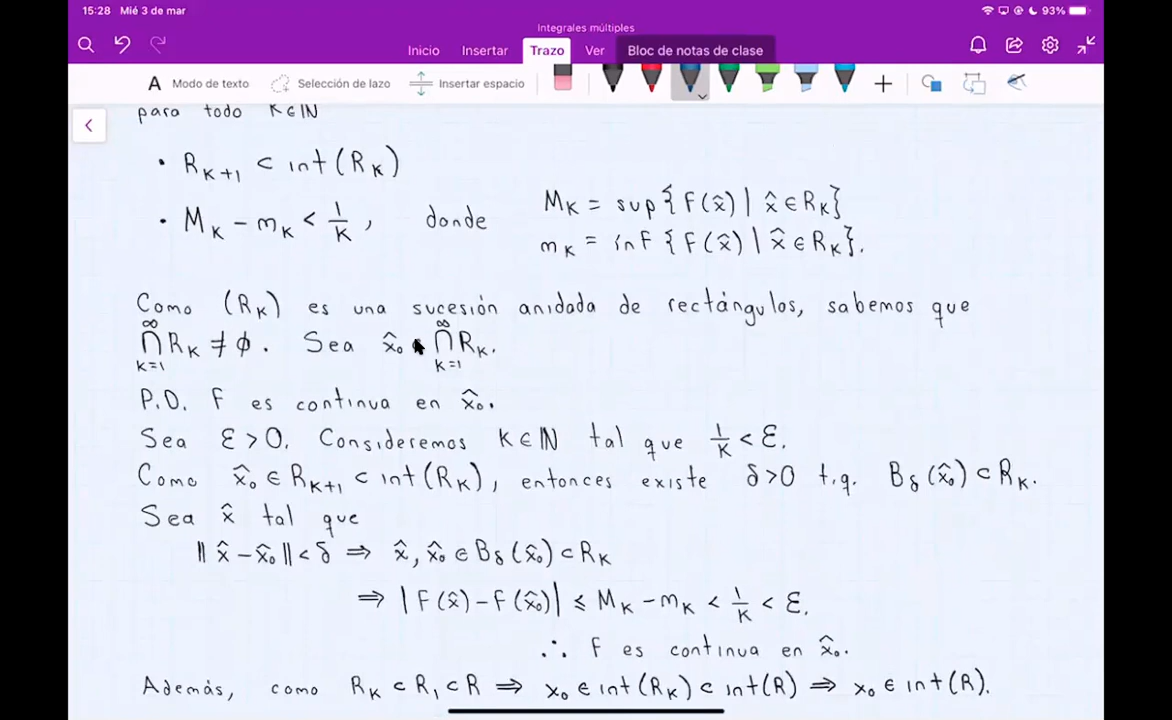 15:28 Mié 3 de mar 93%
Integrales múltiples
Inicio Insertar Trazo Ver Bloc de notas de clase
A Modo de texto Selección de lazo Insertar espacio
para todo K∈ℕ
• R_{K+1} ⊂ int(R_K)
• M_K - m_K < 1/K, donde M_K = sup{f(x̂) | x̂∈R_K}
m_K = inf{f(x̂) | x̂∈R_K}.
Como (R_K) es una sucesión anidada de rectángulos, sabemos que
⋂_{k=1}^{∞} R_K ≠ ∅. Sea x̂₀ ⋂_{k=1}^{∞} R_K.
P.D. f es continua en x̂₀.
Sea ε>0. Consideremos K∈ℕ tal que 1/K < ε.
Como x̂₀∈R_{K+1}⊂int(R_K), entonces existe δ>0 t.q. B_δ(x̂₀)⊂R_K.
Sea x̂ tal que
‖x̂-x̂₀‖<δ ⇒ x̂, x̂₀∈B_δ(x̂₀)⊂R_K
⇒ |f(x̂)-f(x̂₀)| ≤ M_K - m_K < 1/K < ε.
∴ f es continua en x̂₀.
Además, como R_K⊂R₁⊂R ⇒ x₀∈int(R_K)⊂int(R) ⇒ x₀∈int(R).